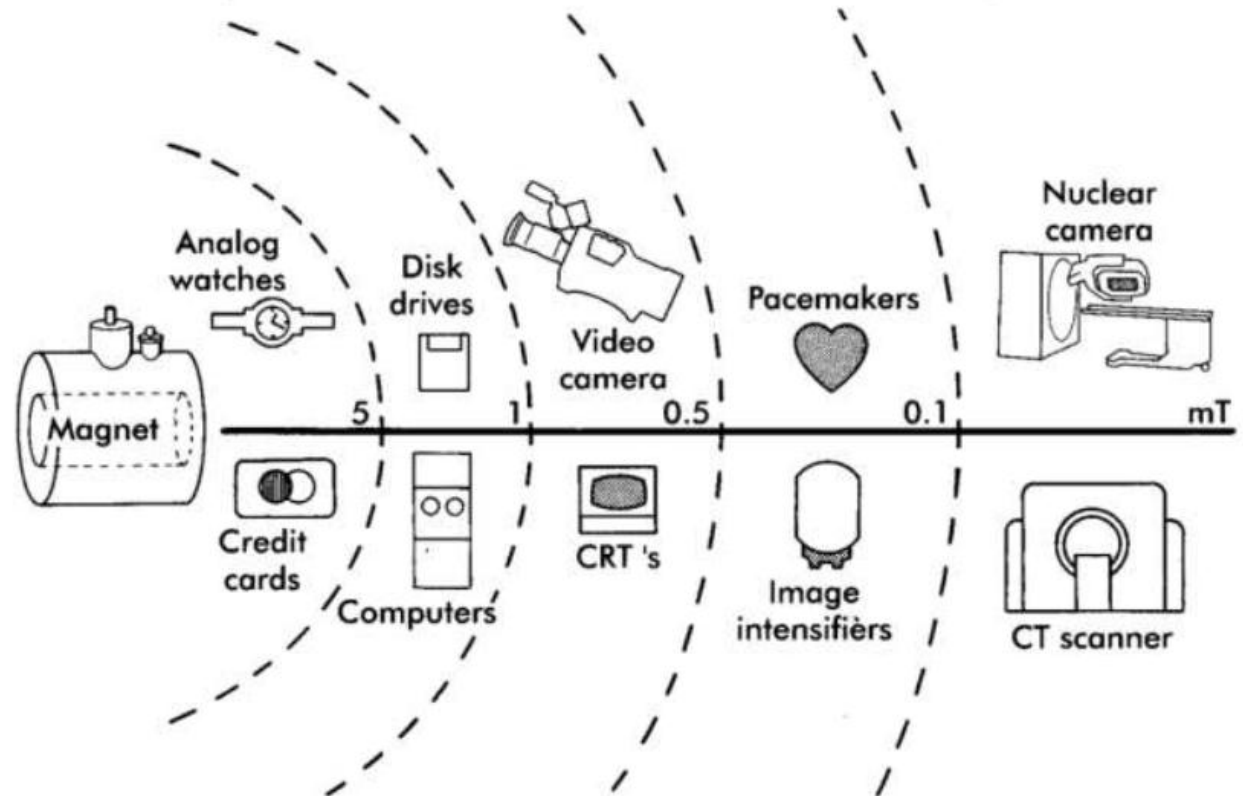 Nuclear
camera
Analog
watches
Disk
drives
Pacemakers
Video
camera
Magnet
5
1
0.5
0.1
mT
Credit
cards
Computers
CRT 's
Image
intensifièrs
CT scanner